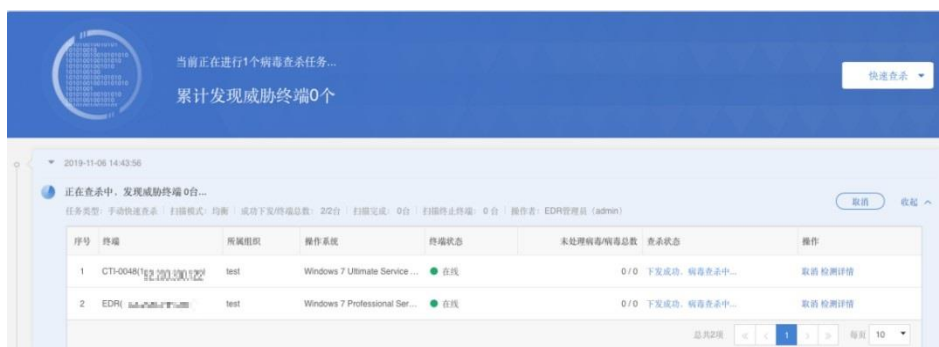 当前正在进行1个病毒查杀任务...
累计发现威胁终端0个
快速查杀
2019-11-06 14:43:56
正在查杀中，发现威胁终端 0台...
任务类型：手动快速查杀 扫描模式：均衡 成功下发/终端总数：2/2台 扫描完成：0台 扫描终止终端：0 台 操作者：EDR管理员（admin）
取消 收起
序号 终端 所属组织 操作系统 终端状态 未处理病毒/病毒总数 查杀状态 操作
1 CTI-0048( test Windows 7 Ultimate Service ... 在线 0 / 0 下发成功，病毒查杀中... 取消 检测详情
2 EDR( test Windows 7 Professional Ser... 在线 0 / 0 下发成功，病毒查杀中... 取消 检测详情
总共2项 1 每页 10